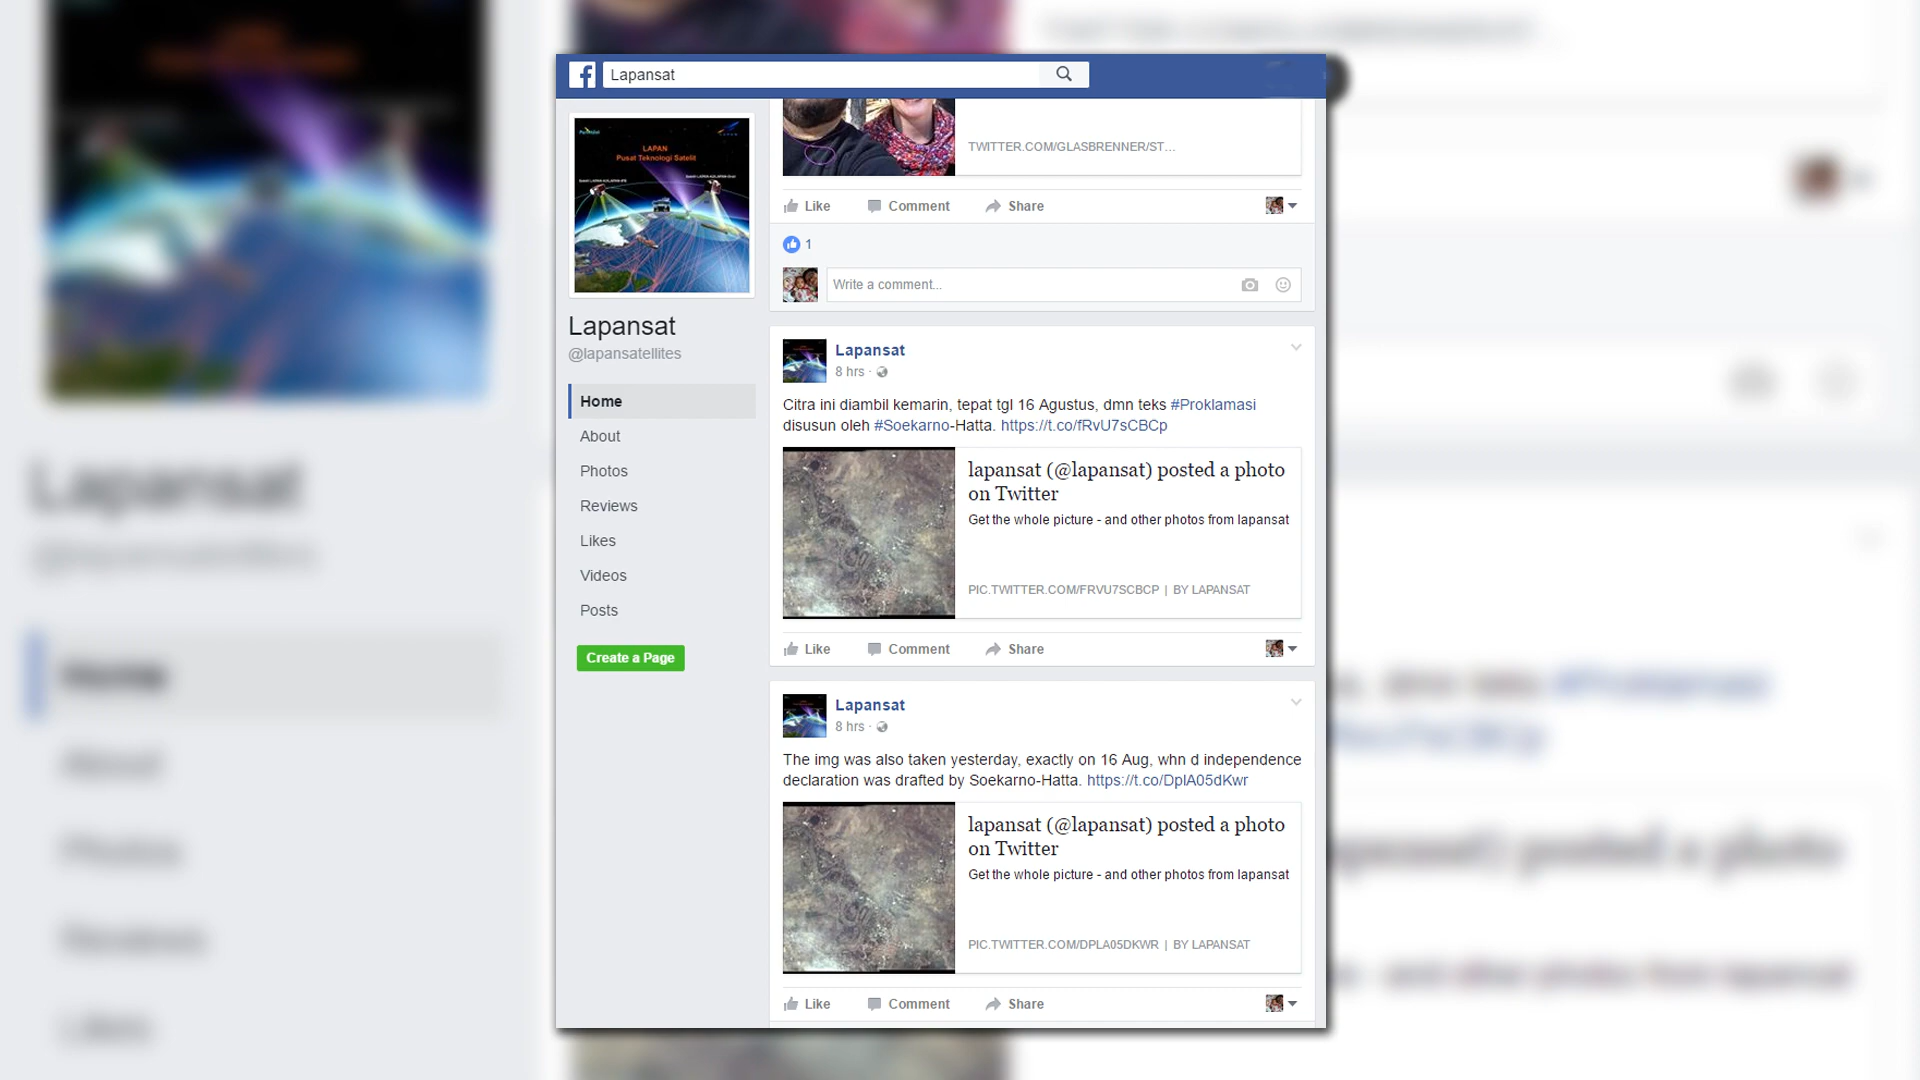 Lapansat
LAPAN
Pusat Teknologi Satelit
TWITTER.COM/GLASBRENNER/ST...
Like Comment Share
1
Write a comment...
Lapansat
@lapansatellites
Home
About
Photos
Reviews
Likes
Videos
Posts
Create a Page
Lapansat
8 hrs ·
Citra ini diambil kemarin, tepat tgl 16 Agustus, dmn teks #Proklamasi
disusun oleh #Soekarno-Hatta. https://t.co/fRvU7sCBCp
lapansat (@lapansat) posted a photo
on Twitter
Get the whole picture - and other photos from lapansat
PIC.TWITTER.COM/FRVU7SCBCP | BY LAPANSAT
Like Comment Share
Lapansat
8 hrs ·
The img was also taken yesterday, exactly on 16 Aug, whn d independence
declaration was drafted by Soekarno-Hatta. https://t.co/DplA05dKwr
lapansat (@lapansat) posted a photo
on Twitter
Get the whole picture - and other photos from lapansat
PIC.TWITTER.COM/DPLA05DKWR | BY LAPANSAT
Like Comment Share